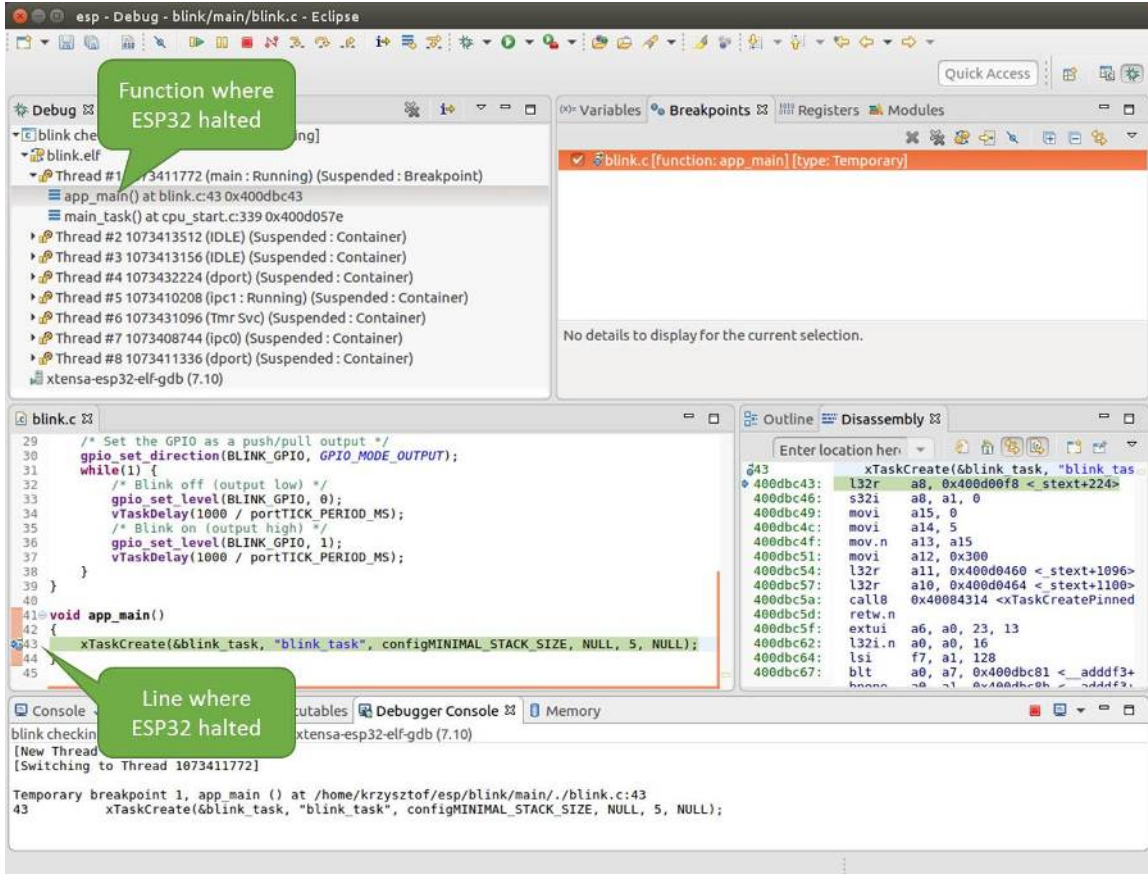 esp - Debug - blink/main/blink.c - Eclipse
Quick Access
Function where
ESP32 halted
Debug
blink che ng]
blink.elf
Thread #1 1073411772 (main : Running) (Suspended : Breakpoint)
app_main() at blink.c:43 0x400dbc43
main_task() at cpu_start.c:339 0x400d057e
Thread #2 1073413512 (IDLE) (Suspended : Container)
Thread #3 1073413156 (IDLE) (Suspended : Container)
Thread #4 1073432224 (dport) (Suspended : Container)
Thread #5 1073410208 (ipc1 : Running) (Suspended : Container)
Thread #6 1073431096 (Tmr Svc) (Suspended : Container)
Thread #7 1073408744 (ipc0) (Suspended : Container)
Thread #8 1073411336 (dport) (Suspended : Container)
xtensa-esp32-elf-gdb (7.10)
(x)= Variables Breakpoints Registers Modules
blink.c [function: app_main] [type: Temporary]
No details to display for the current selection.
blink.c
29 /* Set the GPIO as a push/pull output */
30 gpio_set_direction(BLINK_GPIO, GPIO_MODE_OUTPUT);
31 while(1) {
32 /* Blink off (output low) */
33 gpio_set_level(BLINK_GPIO, 0);
34 vTaskDelay(1000 / portTICK_PERIOD_MS);
35 /* Blink on (output high) */
36 gpio_set_level(BLINK_GPIO, 1);
37 vTaskDelay(1000 / portTICK_PERIOD_MS);
38 }
39 }
40
41 void app_main()
42 {
43 xTaskCreate(&blink_task, "blink_task", configMINIMAL_STACK_SIZE, NULL, 5, NULL);
44 }
45
Outline Disassembly
Enter location her
43 xTaskCreate(&blink_task, "blink_tas
400dbc43: l32r a8, 0x400d00f8 <_stext+224>
400dbc46: s32i a8, a1, 0
400dbc49: movi a15, 0
400dbc4c: movi a14, 5
400dbc4f: mov.n a13, a15
400dbc51: movi a12, 0x300
400dbc54: l32r a11, 0x400d0460 <_stext+1096>
400dbc57: l32r a10, 0x400d0464 <_stext+1100>
400dbc5a: call8 0x40084314 <xTaskCreatePinned
400dbc5d: retw.n
400dbc5f: extui a6, a0, 23, 13
400dbc62: l32i.n a0, a0, 16
400dbc64: lsi f7, a1, 128
400dbc67: blt a0, a7, 0x400dbc81 <__adddf3+
Line where
ESP32 halted
Console cutables Debugger Console Memory
blink checkin xtensa-esp32-elf-gdb (7.10)
[New Thread
[Switching to Thread 1073411772]
Temporary breakpoint 1, app_main () at /home/krzysztof/esp/blink/main/./blink.c:43
43 xTaskCreate(&blink_task, "blink_task", configMINIMAL_STACK_SIZE, NULL, 5, NULL);